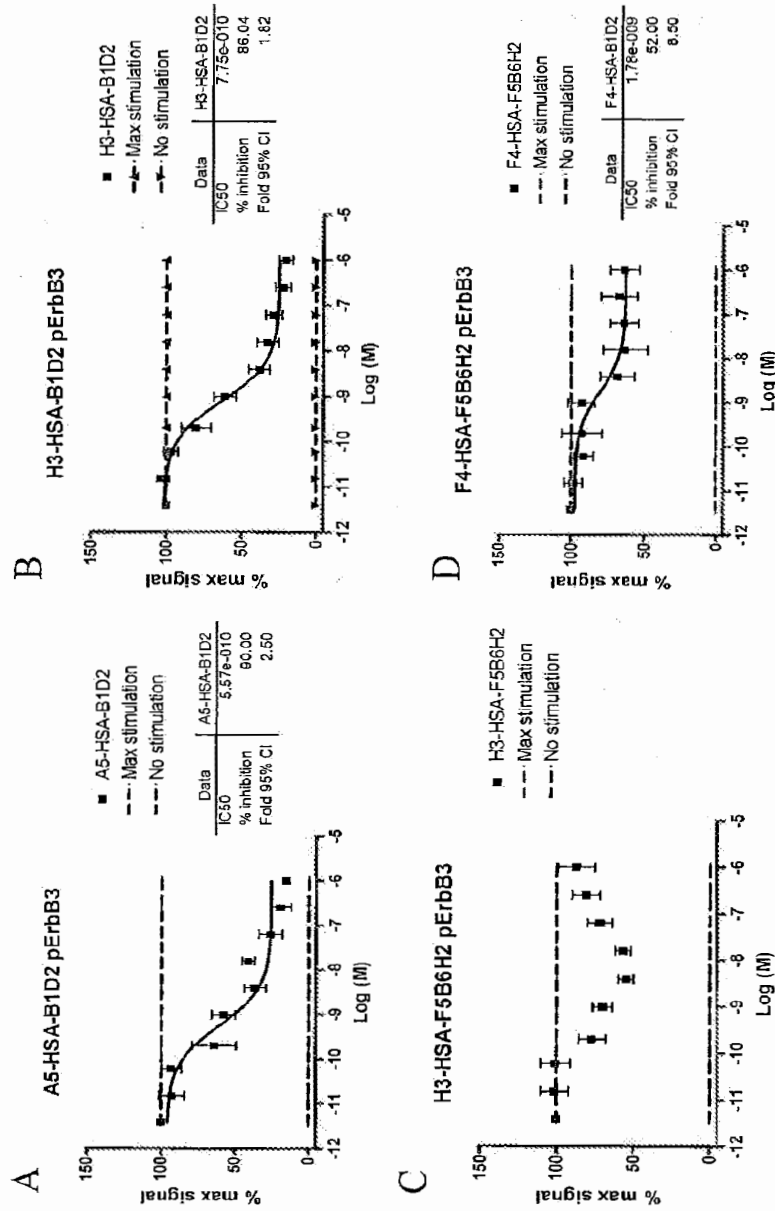 A
A5-HSA-B1D2 pErbB3
% max signal
150
100
50
0
-12 -11 -10 -9 -8 -7 -6 -5
Log (M)
A5-HSA-B1D2
Max stimulation
No stimulation
Data A5-HSA-B1D2
IC50 5.57e-010
% inhibition 90.00
Fold 95% CI 2.50
B
H3-HSA-B1D2 pErbB3
% max signal
150
100
50
0
-12 -11 -10 -9 -8 -7 -6 -5
Log (M)
H3-HSA-B1D2
Max stimulation
No stimulation
Data H3-HSA-B1D2
IC50 7.75e-010
% inhibition 86.04
Fold 95% CI 1.82
C
H3-HSA-F5B6H2 pErbB3
% max signal
150
100
50
0
-12 -11 -10 -9 -8 -7 -6 -5
Log (M)
H3-HSA-F5B6H2
Max stimulation
No stimulation
D
F4-HSA-F5B6H2 pErbB3
% max signal
150
100
50
0
-12 -11 -10 -9 -8 -7 -6 -5
Log (M)
F4-HSA-F5B6H2
Max stimulation
No stimulation
Data F4-HSA-B1D2
IC50 1.78e-009
% inhibition 52.00
Fold 95% CI 8.50